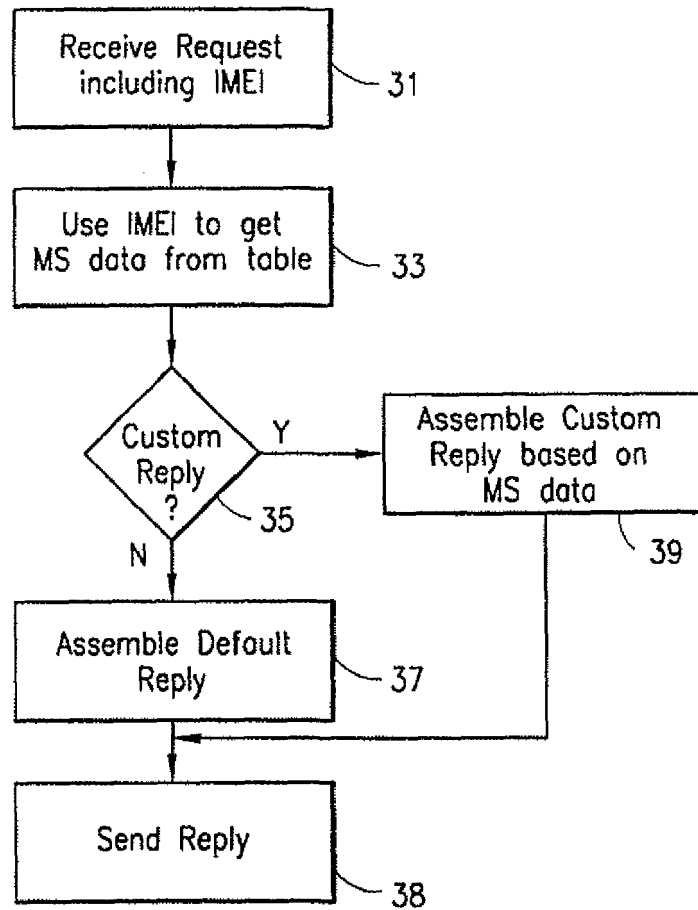 Receive Request
including IMEI
31
Use IMEI to get
MS data from table
33
Custom
Reply
?
35
Y
N
Assemble Custom
Reply based on
MS data
39
Assemble Default
Reply
37
Send Reply
38